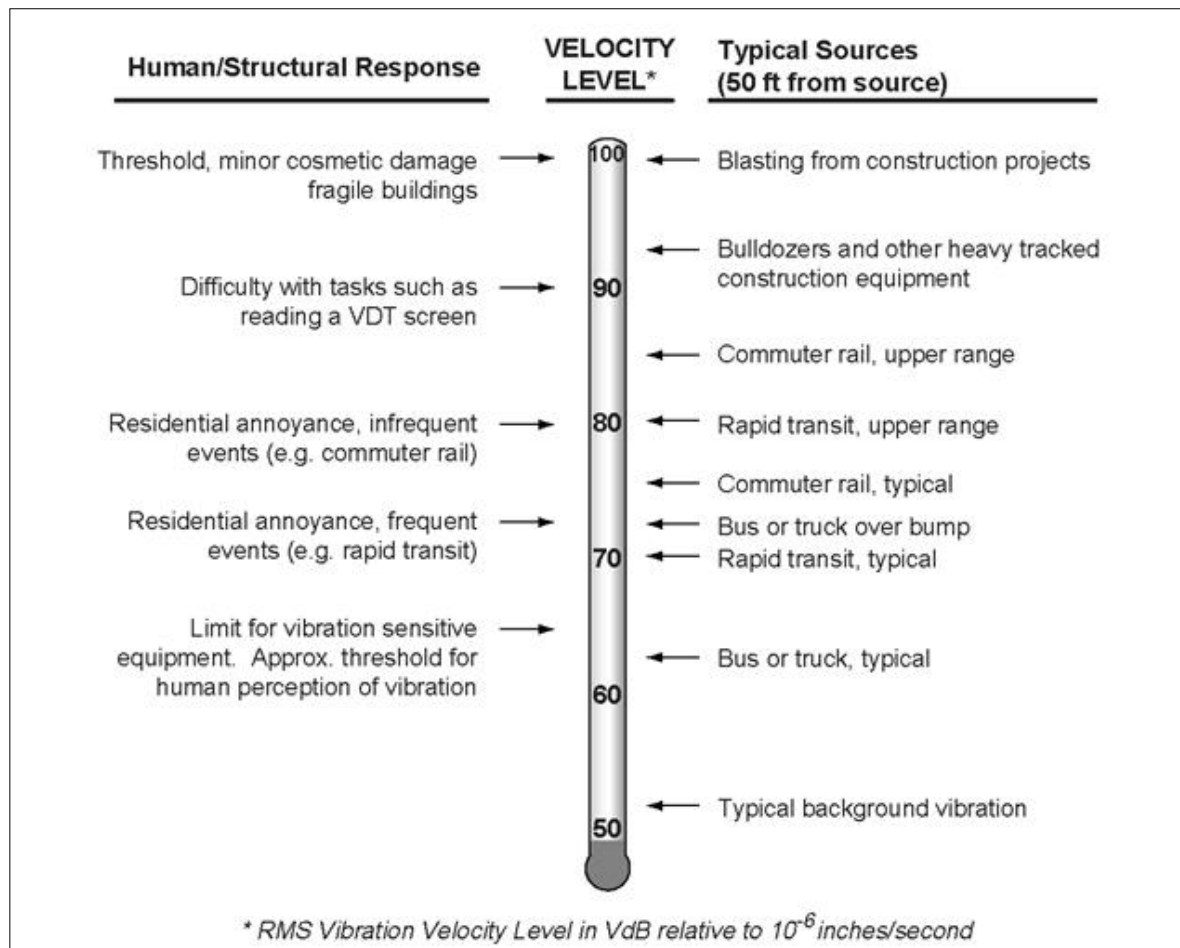 Human/Structural Response
VELOCITY
LEVEL*
Typical Sources
(50 ft from source)
Threshold, minor cosmetic damage
fragile buildings
Difficulty with tasks such as
reading a VDT screen
Residential annoyance, infrequent
events (e.g. commuter rail)
Residential annoyance, frequent
events (e.g. rapid transit)
Limit for vibration sensitive
equipment. Approx. threshold for
human perception of vibration
100
90
80
70
60
50
Blasting from construction projects
Bulldozers and other heavy tracked
construction equipment
Commuter rail, upper range
Rapid transit, upper range
Commuter rail, typical
Bus or truck over bump
Rapid transit, typical
Bus or truck, typical
Typical background vibration
* RMS Vibration Velocity Level in VdB relative to 10⁻⁶ inches/second